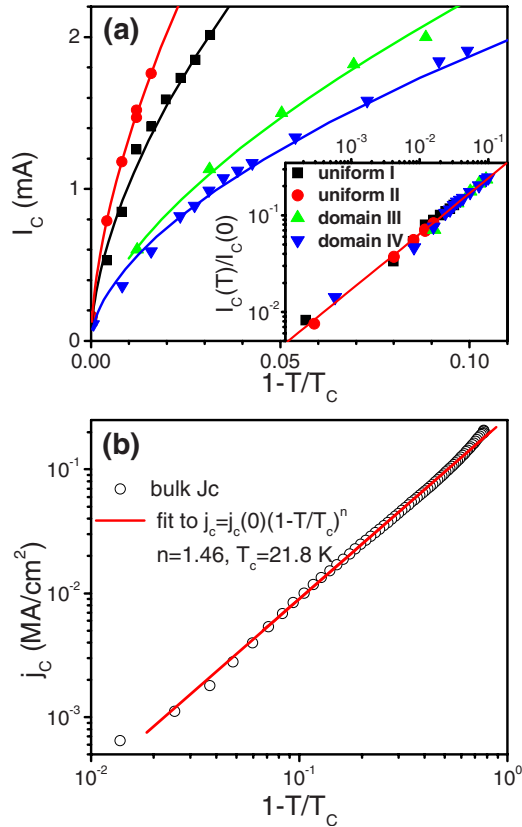 (a)
2
1
0
I_C (mA)
0.00
0.05
0.10
1-T/T_C
10^-3
10^-2
10^-1
uniform I
uniform II
domain III
domain IV
10^-1
10^-2
I_C(T)/I_C(0)
(b)
10^-1
10^-2
10^-3
j_C (MA/cm^2)
bulk Jc
fit to j_c=j_c(0)(1-T/T_c)^n
n=1.46, T_c=21.8 K
10^-2
10^-1
10^0
1-T/T_C